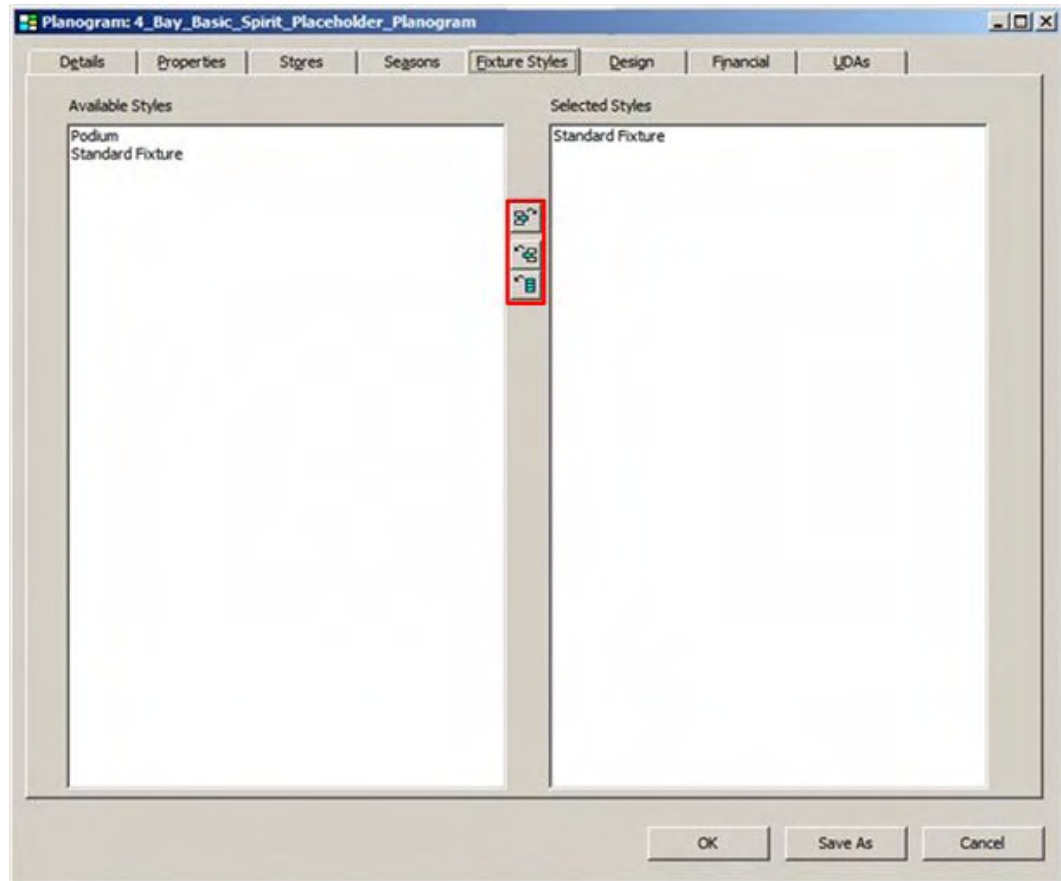 Planogram: 4_Bay_Basic_Spirit_Placeholder_Planogram
Details Properties Stores Seasons Fixture Styles Design Financial UDAs
Available Styles Selected Styles
Podium Standard Fixture
Standard Fixture
OK Save As Cancel